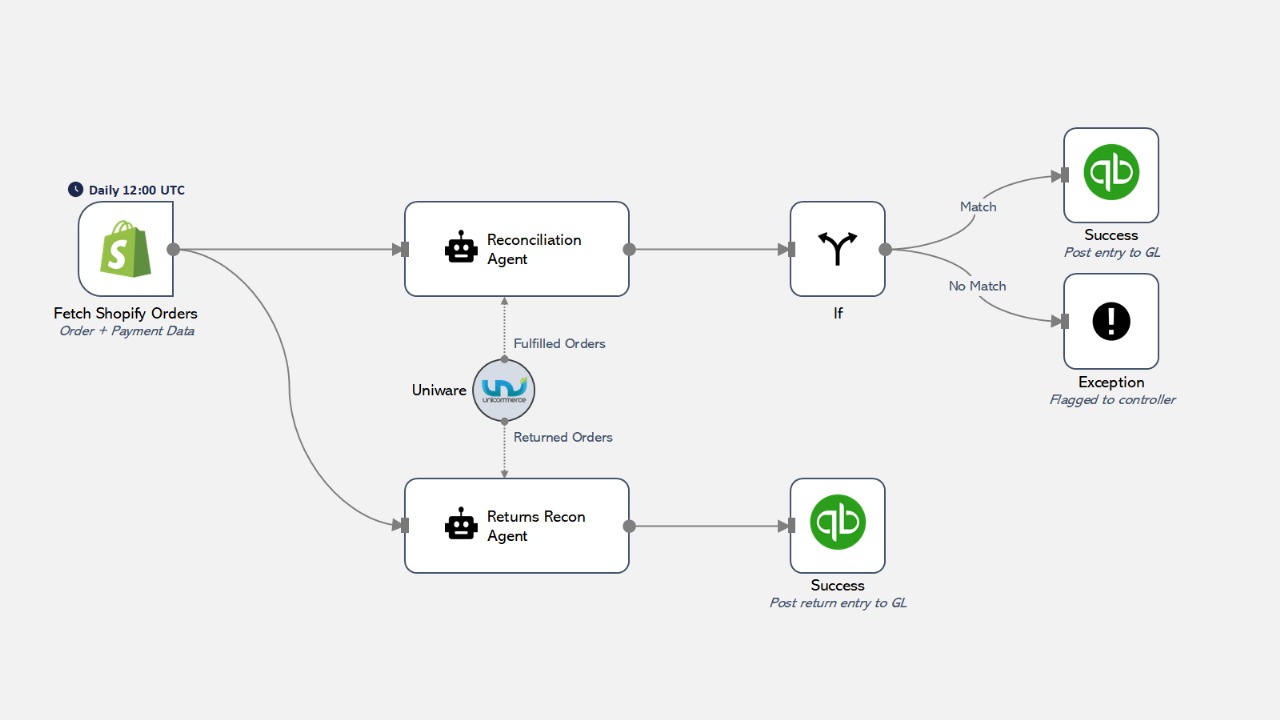 Daily 12:00 UTC
S
Fetch Shopify Orders
Order + Payment Data
Reconciliation
Agent
Fulfilled Orders
Uniware
unicommerce
Returned Orders
Returns Recon
Agent
If
Match
No Match
qb
Success
Post entry to GL
!
Exception
Flagged to controller
qb
Success
Post return entry to GL